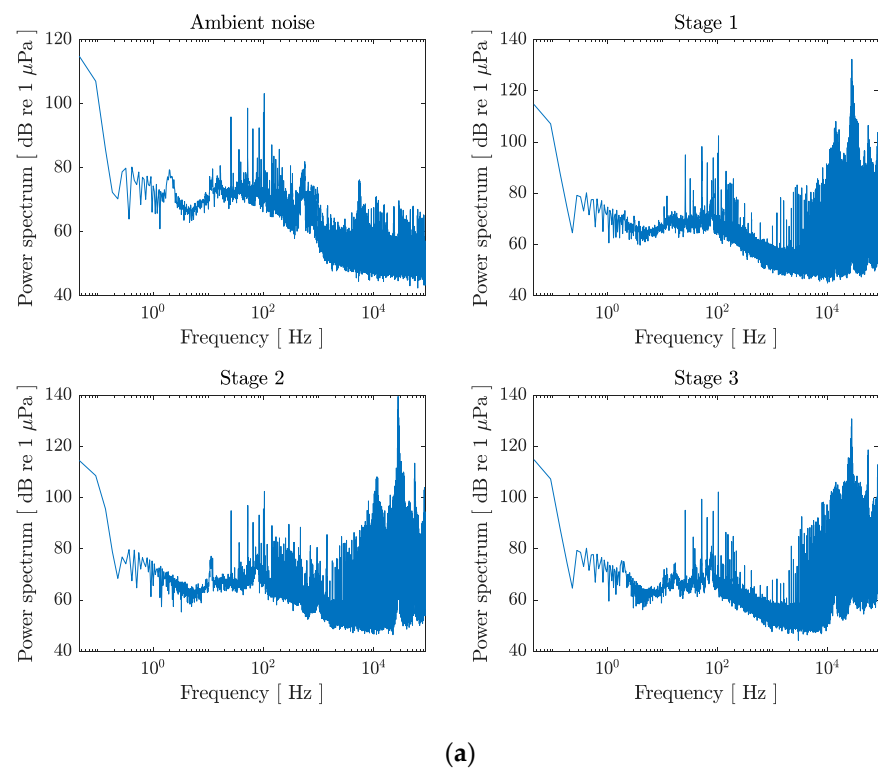 Ambient noise
Power spectrum [ dB re 1 μPa ]
120
100
80
60
40
10^0
10^2
10^4
Frequency [ Hz ]
Stage 1
Power spectrum [ dB re 1 μPa ]
140
120
100
80
60
40
10^0
10^2
10^4
Frequency [ Hz ]
Stage 2
Power spectrum [ dB re 1 μPa ]
140
120
100
80
60
40
10^0
10^2
10^4
Frequency [ Hz ]
Stage 3
Power spectrum [ dB re 1 μPa ]
140
120
100
80
60
40
10^0
10^2
10^4
Frequency [ Hz ]
(a)